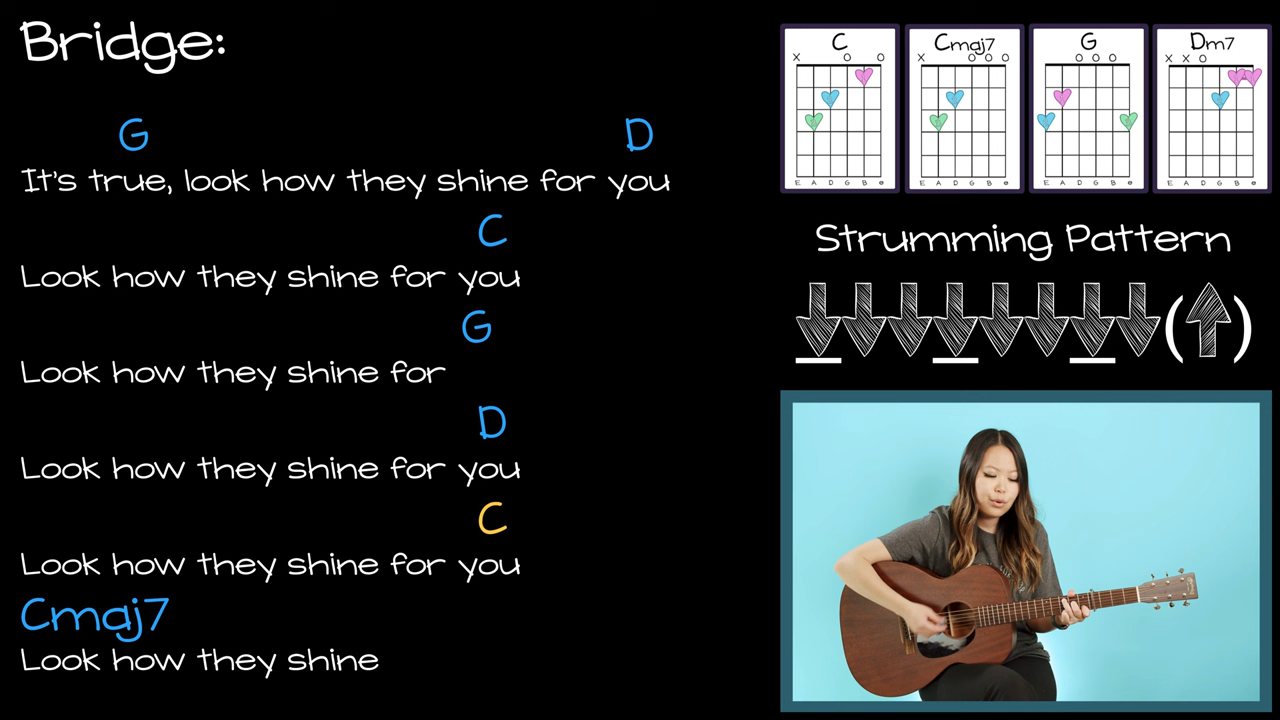 Bridge:
G D
It's true, look how they shine for you
C
Look how they shine for you
G
Look how they shine for
D
Look how they shine for you
C
Look how they shine for you
Cmaj7
Look how they shine
C Cmaj7 G Dm7
x o o x o o o o o o x x o
E A D G B e E A D G B e E A D G B e E A D G B e
Strumming Pattern
( )